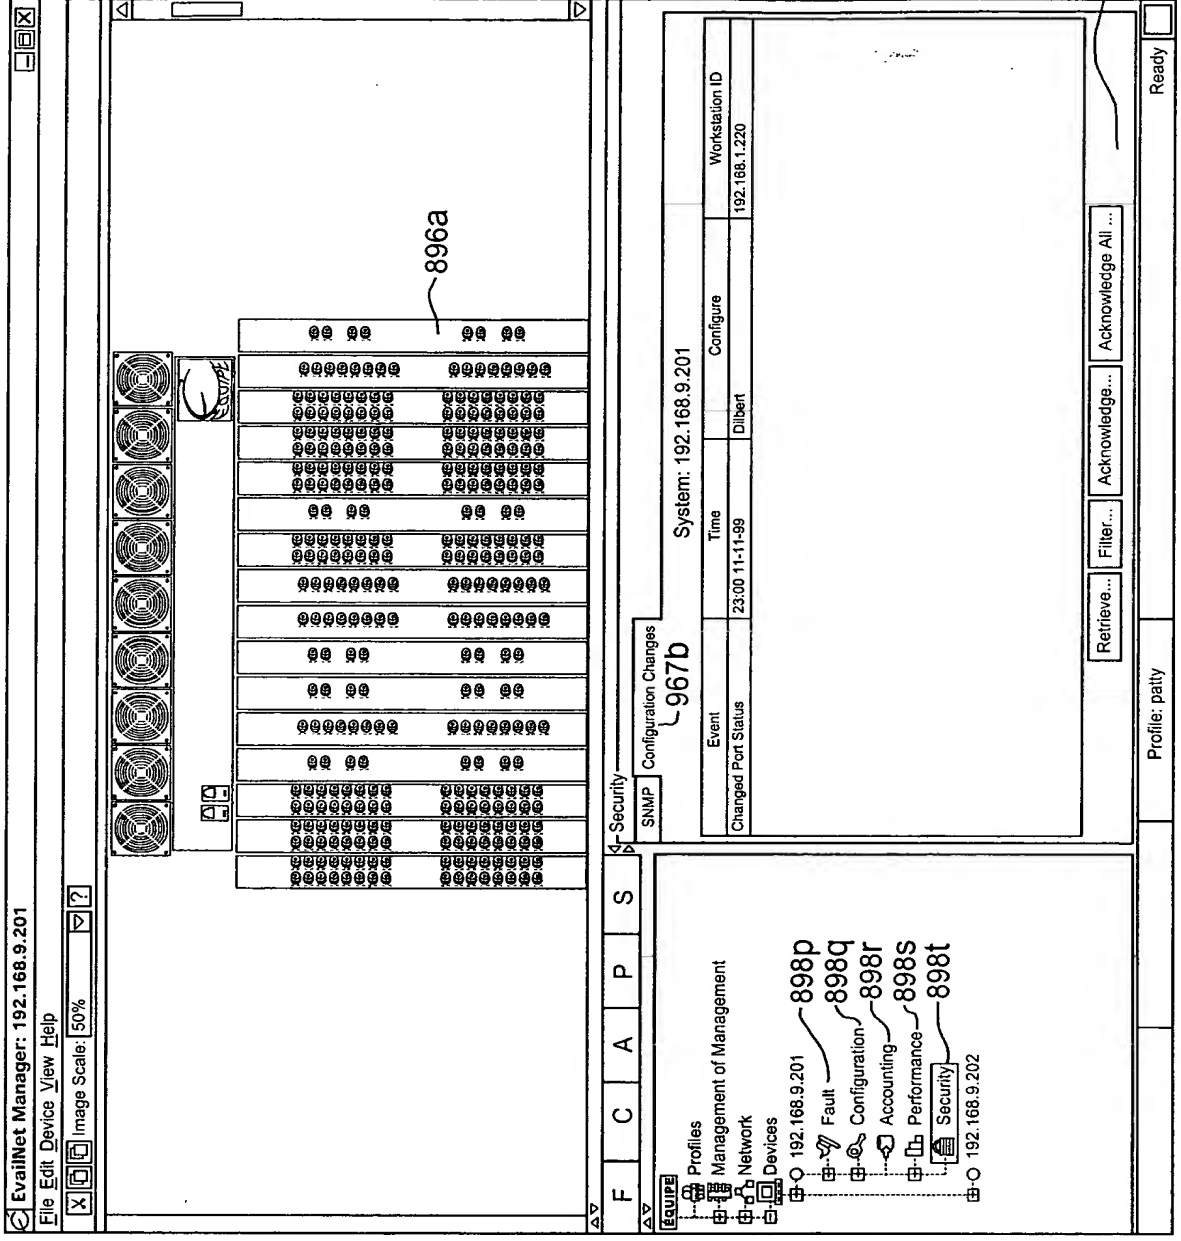 EvailNet Manager: 192.168.9.201
File Edit Device View Help
X Image Scale: 50% ?
EQUIPE
896a
F C A P S
EQUIPE
Profiles
Management of Management
Network
Devices
192.168.9.201
Fault
Configuration
Accounting
Performance
Security
192.168.9.202
898p
898q
898r
898s
898t
Security
SNMP Configuration Changes
967b
System: 192.168.9.201
Event Time Configure Workstation ID
Changed Port Status 23:00 11-11-99 Dilbert 192.168.1.220
Retrieve... Filter... Acknowledge... Acknowledge All ...
Profile: patty Ready